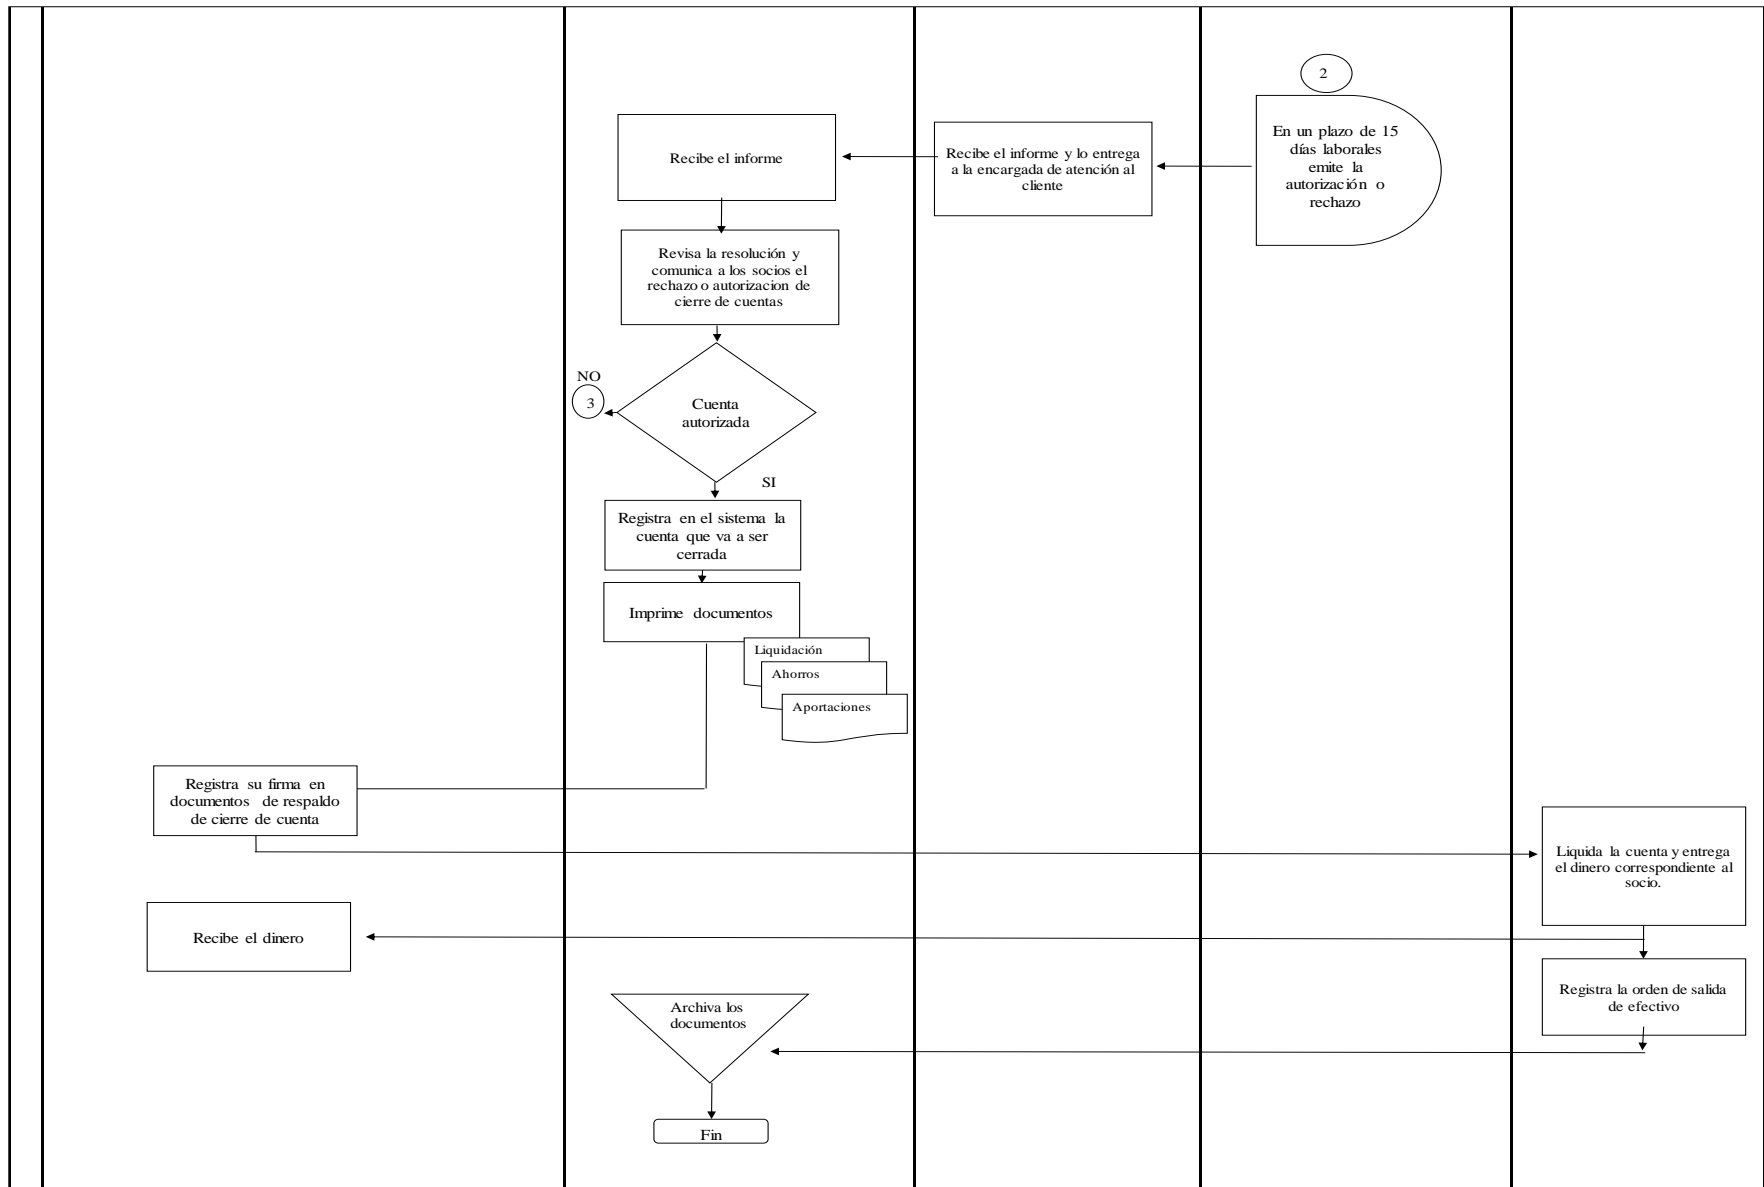 2
En un plazo de 15
días laborales
emite la
autorización o
rechazo
Recibe el informe y lo entrega
a la encargada de atención al
cliente
Recibe el informe
Revisa la resolución y
comunica a los socios el
rechazo o autorizacion de
cierre de cuentas
Cuenta
autorizada
NO
3
SI
Registra en el sistema la
cuenta que va a ser
cerrada
Imprime documentos
Liquidación
Ahorros
Aportaciones
Registra su firma en
documentos de respaldo
de cierre de cuenta
Liquida la cuenta y entrega
el dinero correspondiente al
socio.
Recibe el dinero
Registra la orden de salida
de efectivo
Archiva los
documentos
Fin